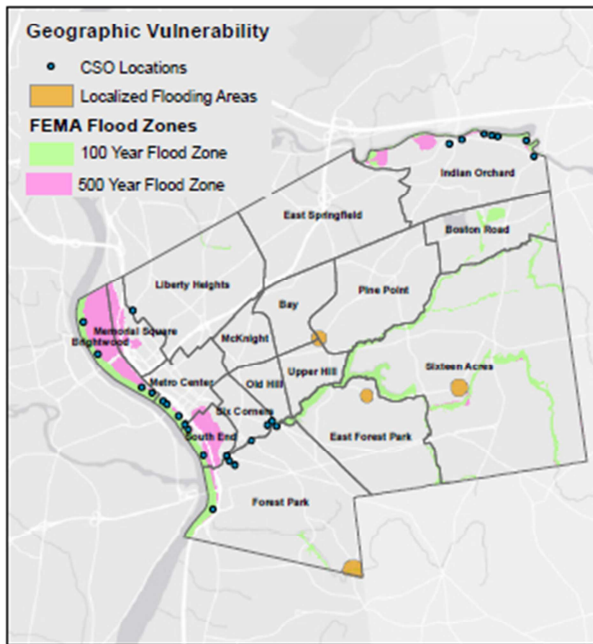 Geographic Vulnerability
CSO Locations
Localized Flooding Areas
FEMA Flood Zones
100 Year Flood Zone
500 Year Flood Zone
Indian Orchard
East Springfield
Boston Road
Liberty Heights
Bay
Pine Point
Memorial Square
Brightwood
McKnight
Metro Center
Old Hill
Upper Hill
Sixteen Acres
Six Corners
South End
East Forest Park
Forest Park